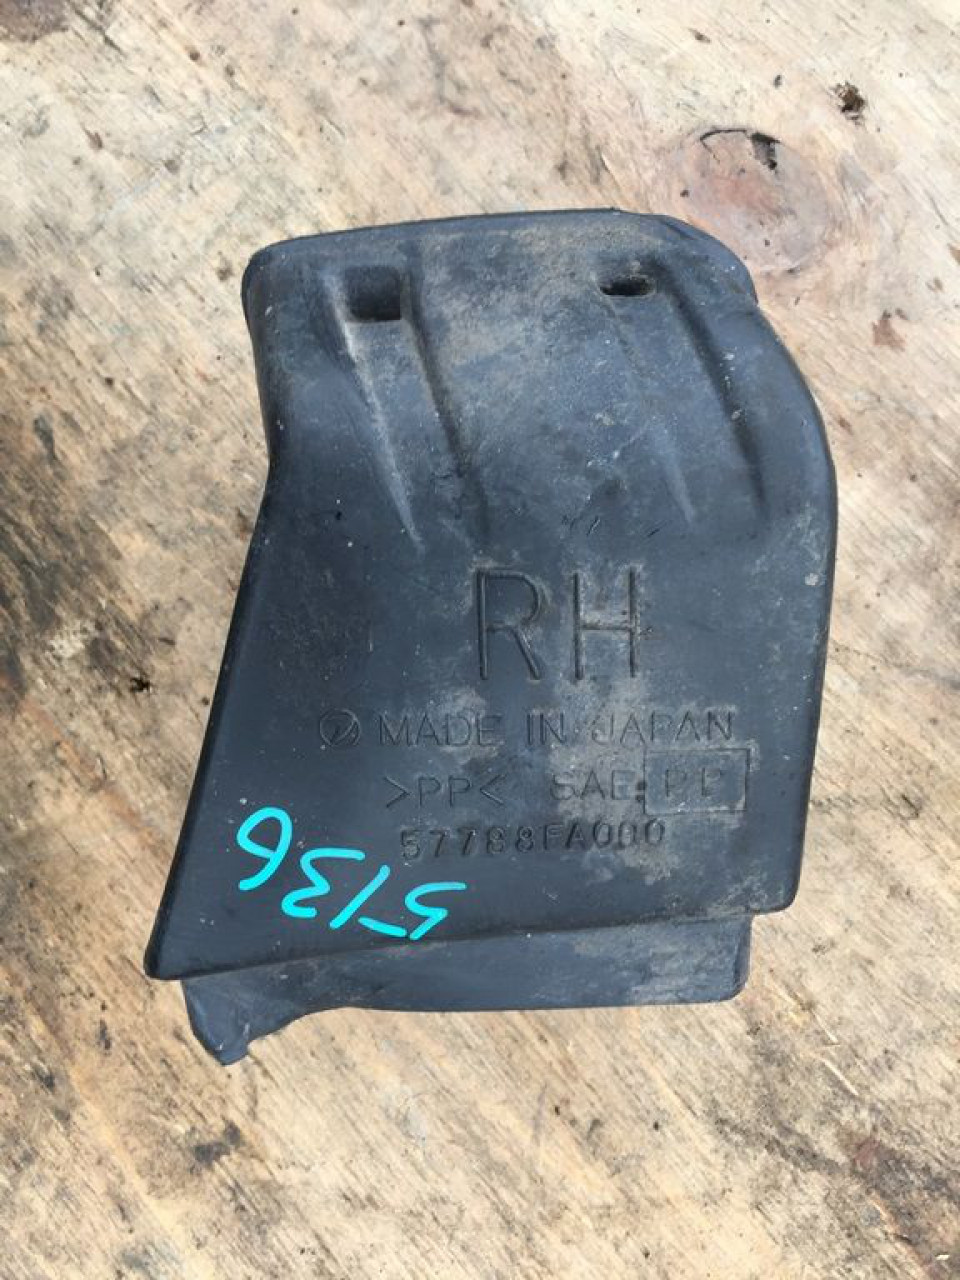 RH
MADE IN JAPAN
>PP< SAE:PP
57788FA000
5136